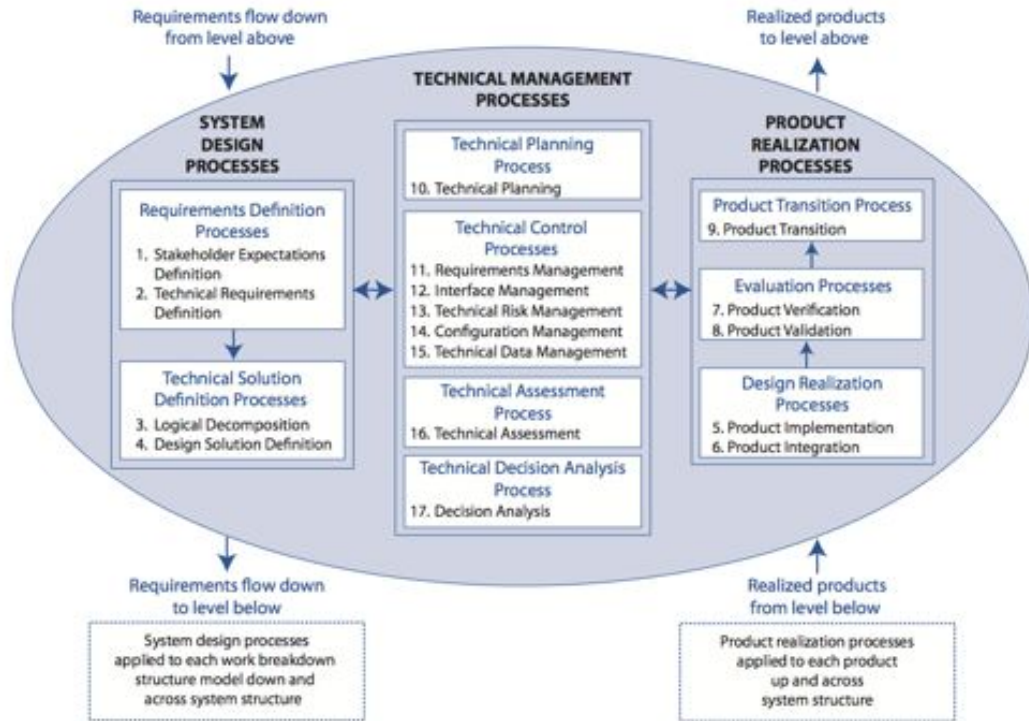 Requirements flow down
from level above
Realized products
to level above
TECHNICAL MANAGEMENT
PROCESSES
SYSTEM
DESIGN
PROCESSES
PRODUCT
REALIZATION
PROCESSES
Requirements Definition
Processes
1. Stakeholder Expectations
Definition
2. Technical Requirements
Definition
Technical Solution
Definition Processes
3. Logical Decomposition
4. Design Solution Definition
Technical Planning
Process
10. Technical Planning
Technical Control
Processes
11. Requirements Management
12. Interface Management
13. Technical Risk Management
14. Configuration Management
15. Technical Data Management
Technical Assessment
Process
16. Technical Assessment
Technical Decision Analysis
Process
17. Decision Analysis
Product Transition Process
9. Product Transition
Evaluation Processes
7. Product Verification
8. Product Validation
Design Realization
Processes
5. Product Implementation
6. Product Integration
Requirements flow down
to level below
Realized products
from level below
System design processes
applied to each work breakdown
structure model down and
across system structure
Product realization processes
applied to each product
up and across
system structure